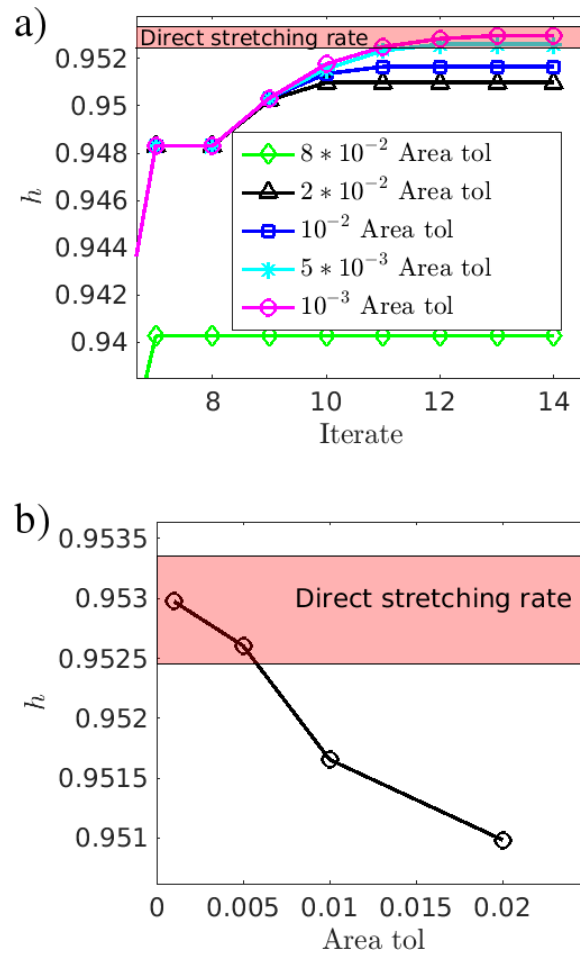 a)
Direct stretching rate
0.952
0.95
0.948
0.946
0.944
0.942
0.94
h
8 ∗ 10⁻² Area tol
2 ∗ 10⁻² Area tol
10⁻² Area tol
5 ∗ 10⁻³ Area tol
10⁻³ Area tol
8 10 12 14
Iterate
b)
0.9535
0.953
0.9525
0.952
0.9515
0.951
h
Direct stretching rate
0 0.005 0.01 0.015 0.02
Area tol